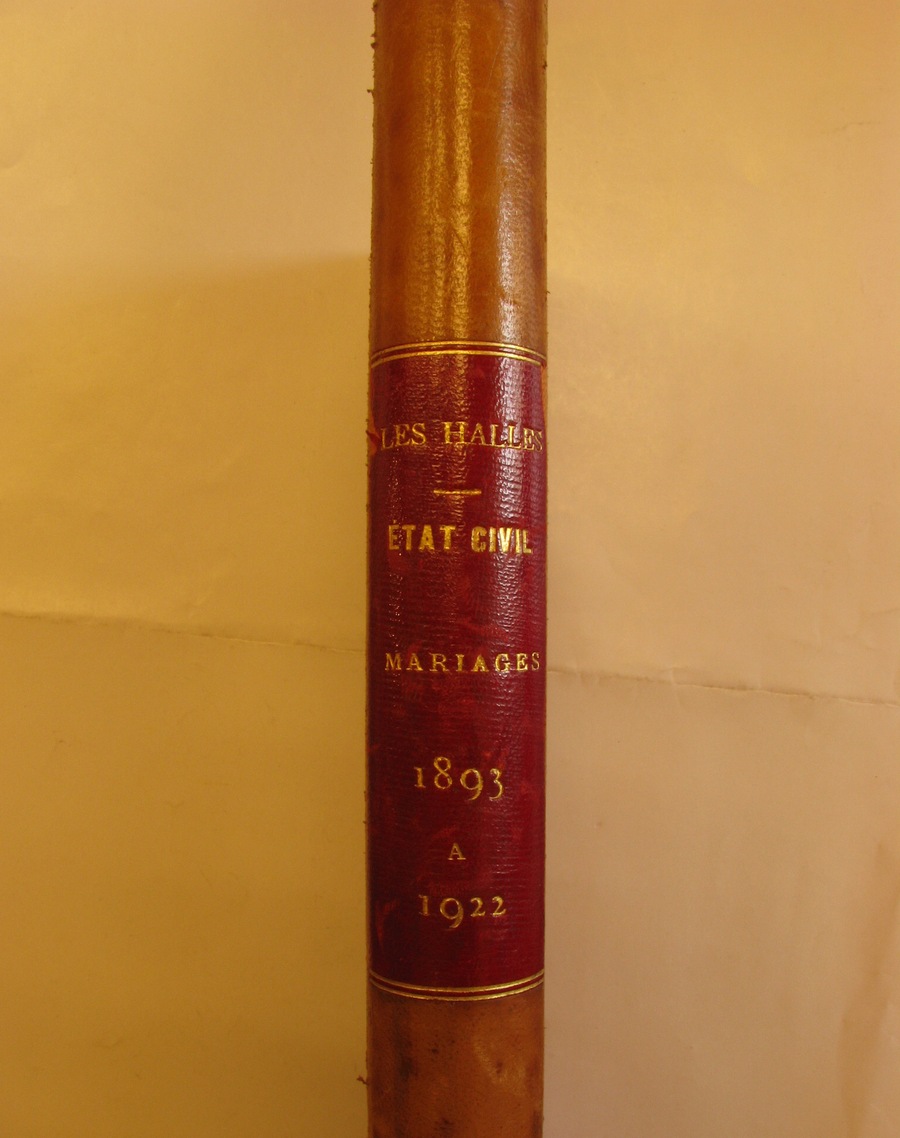 LES HALLES
ETAT CIVIL
MARIAGES
1893
A
1922